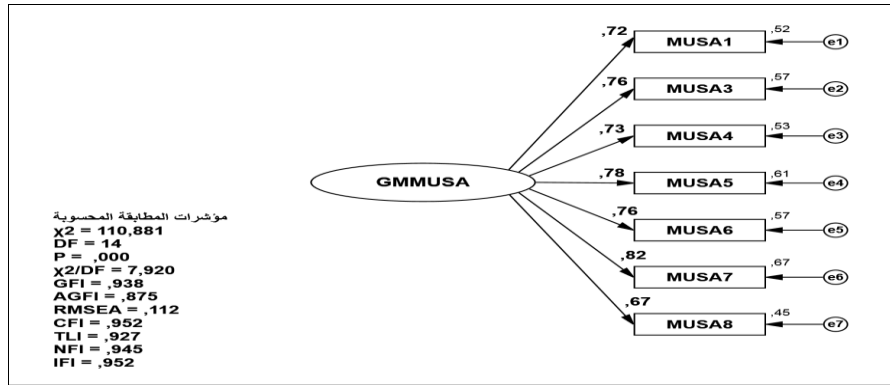 ,72
MUSA1
,52
e1
,76
MUSA3
,57
e2
,73
MUSA4
,53
e3
GMMUSA
,78
MUSA5
,61
e4
,76
MUSA6
,57
e5
,82
MUSA7
,67
e6
,67
MUSA8
,45
e7
مؤشرات المطابقة المحسوبة
χ2 = 110,881
DF = 14
P = ,000
χ2/DF = 7,920
GFI = ,938
AGFI = ,875
RMSEA = ,112
CFI = ,952
TLI = ,927
NFI = ,945
IFI = ,952